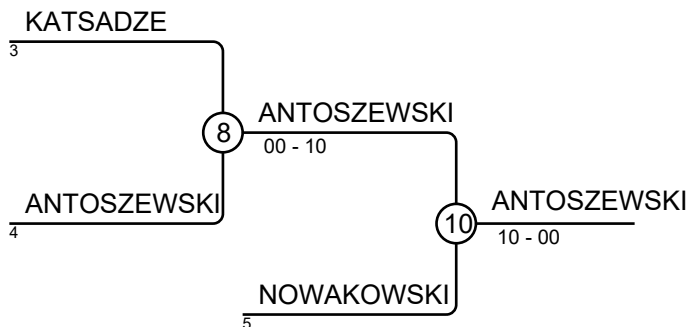 KATSADZE
3
8
ANTOSZEWSKI
00 - 10
ANTOSZEWSKI
4
10
ANTOSZEWSKI
10 - 00
NOWAKOWSKI
5